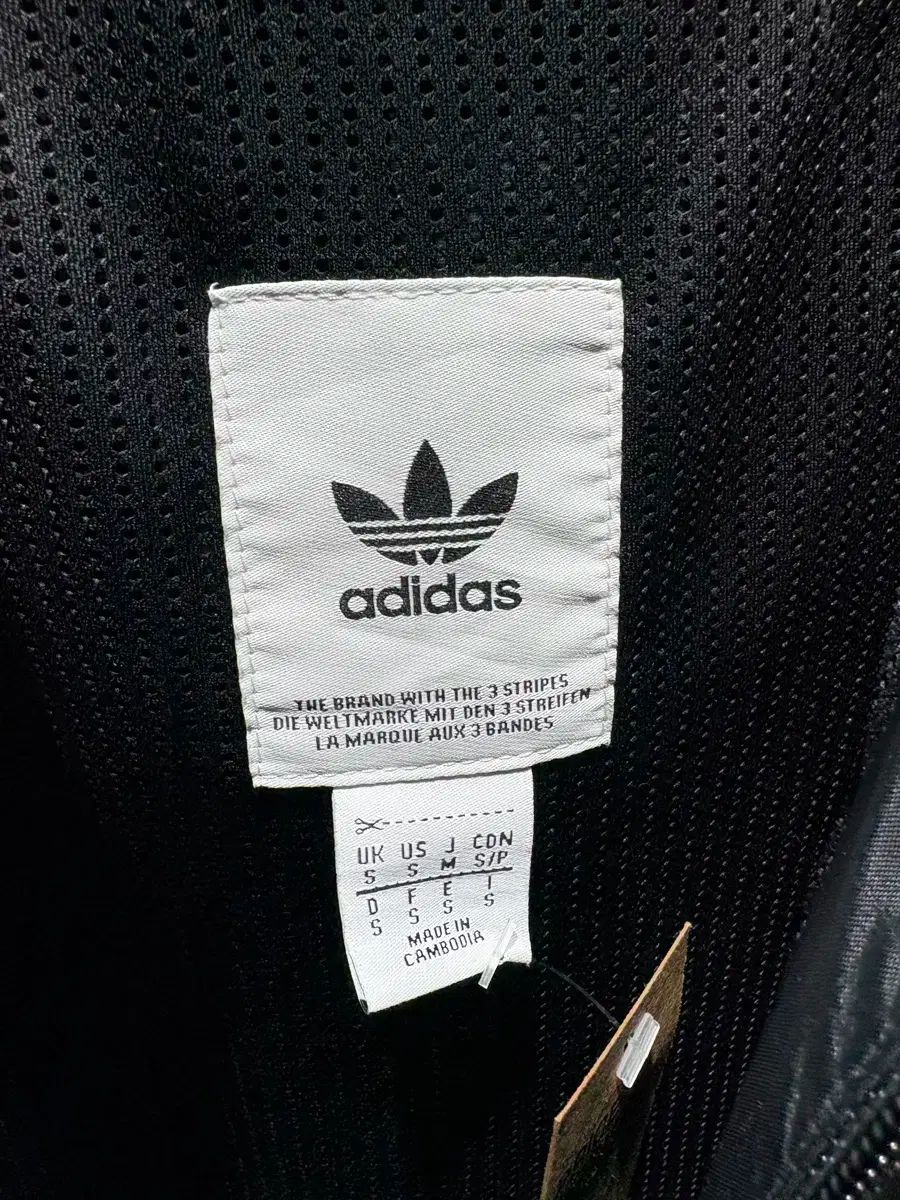 adidas
THE BRAND WITH THE 3 STRIPES
DIE WELTMARKE MIT DEN 3 STREIFEN
LA MARQUE AUX 3 BANDES
UK US J CDN
S S M S/P
D F E I
S S S S
MADE IN
CAMBODIA